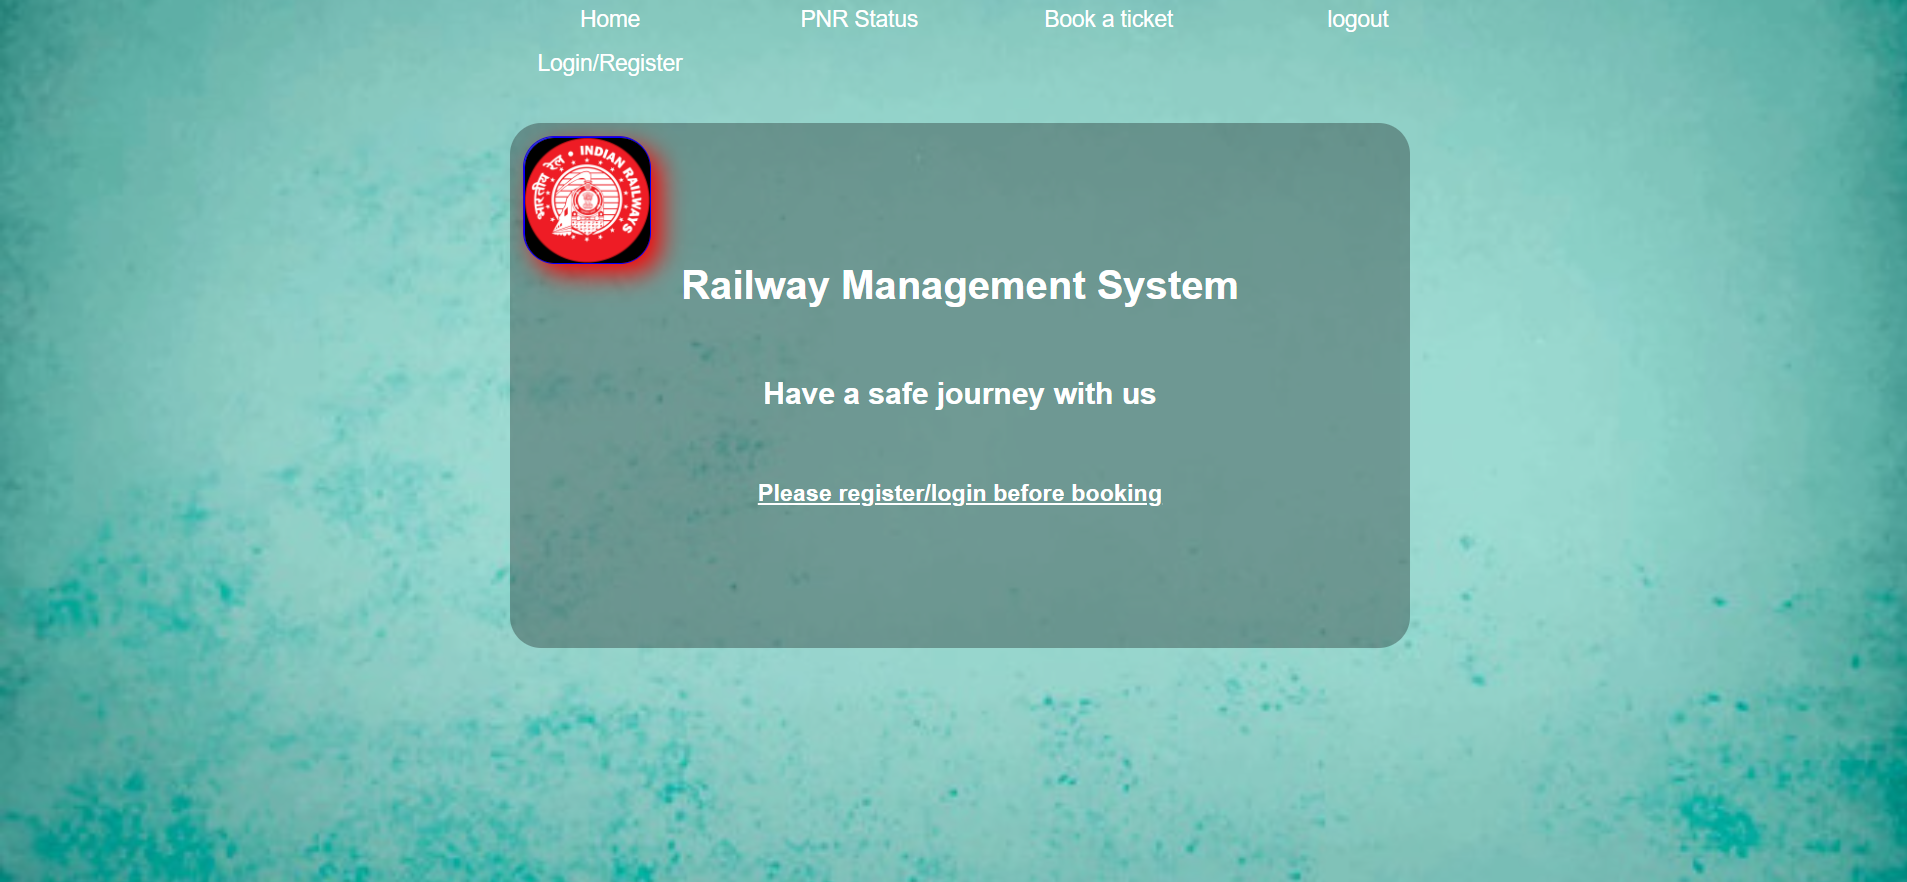 Home PNR Status Book a ticket logout
Login/Register
भारतीय रेल • INDIAN RAILWAYS
Railway Management System
Have a safe journey with us
Please register/login before booking